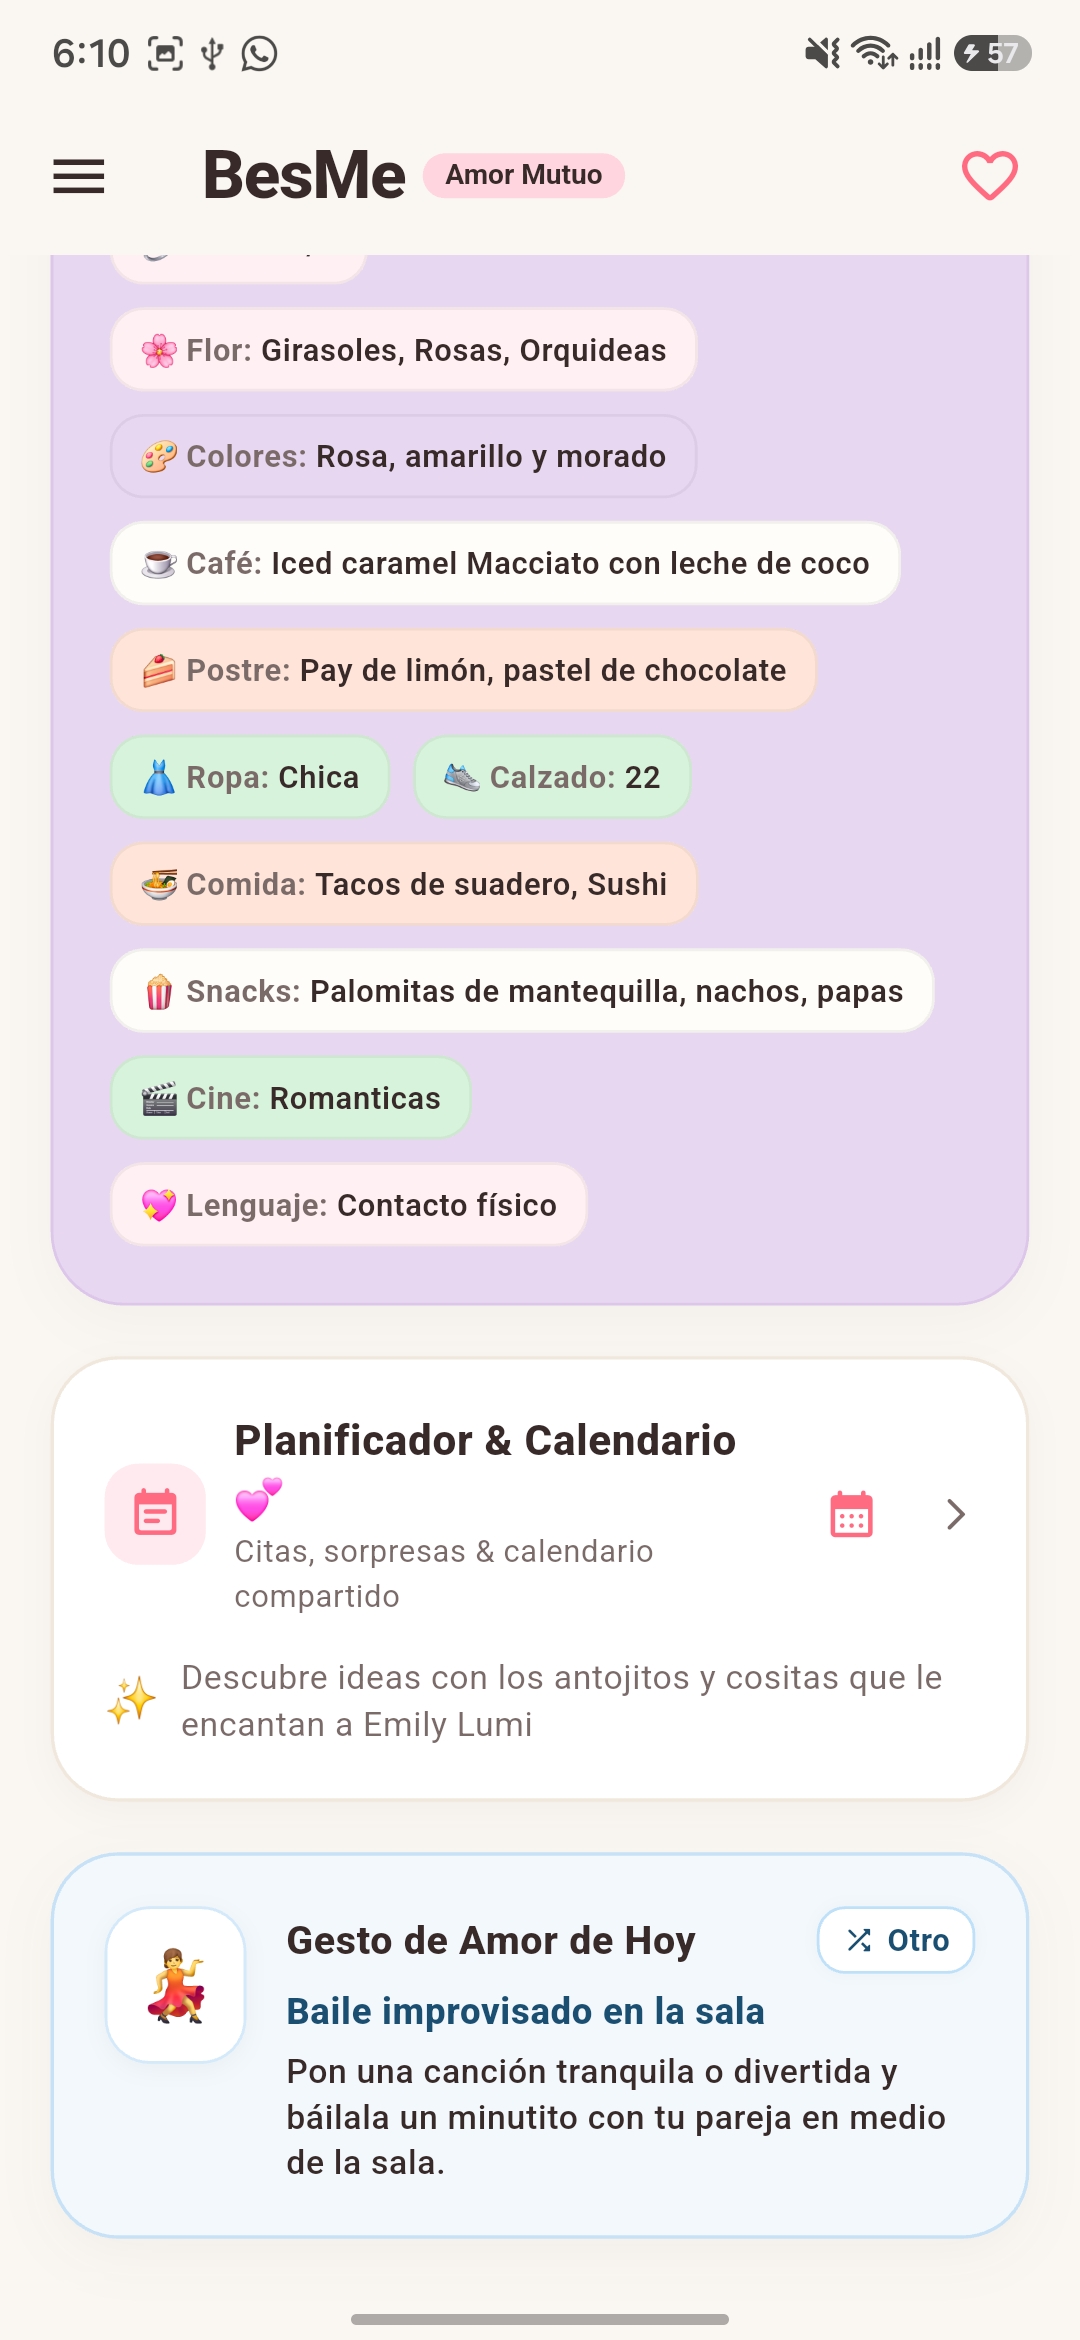 6:10
57
BesMe
Amor Mutuo
Flor: Girasoles, Rosas, Orquideas
Colores: Rosa, amarillo y morado
Café: Iced caramel Macciato con leche de coco
Postre: Pay de limón, pastel de chocolate
Ropa: Chica
Calzado: 22
Comida: Tacos de suadero, Sushi
Snacks: Palomitas de mantequilla, nachos, papas
Cine: Romanticas
Lenguaje: Contacto físico
Planificador & Calendario
Citas, sorpresas & calendario
compartido
Descubre ideas con los antojitos y cositas que le
encantan a Emily Lumi
Gesto de Amor de Hoy
Otro
Baile improvisado en la sala
Pon una canción tranquila o divertida y
báilala un minutito con tu pareja en medio
de la sala.